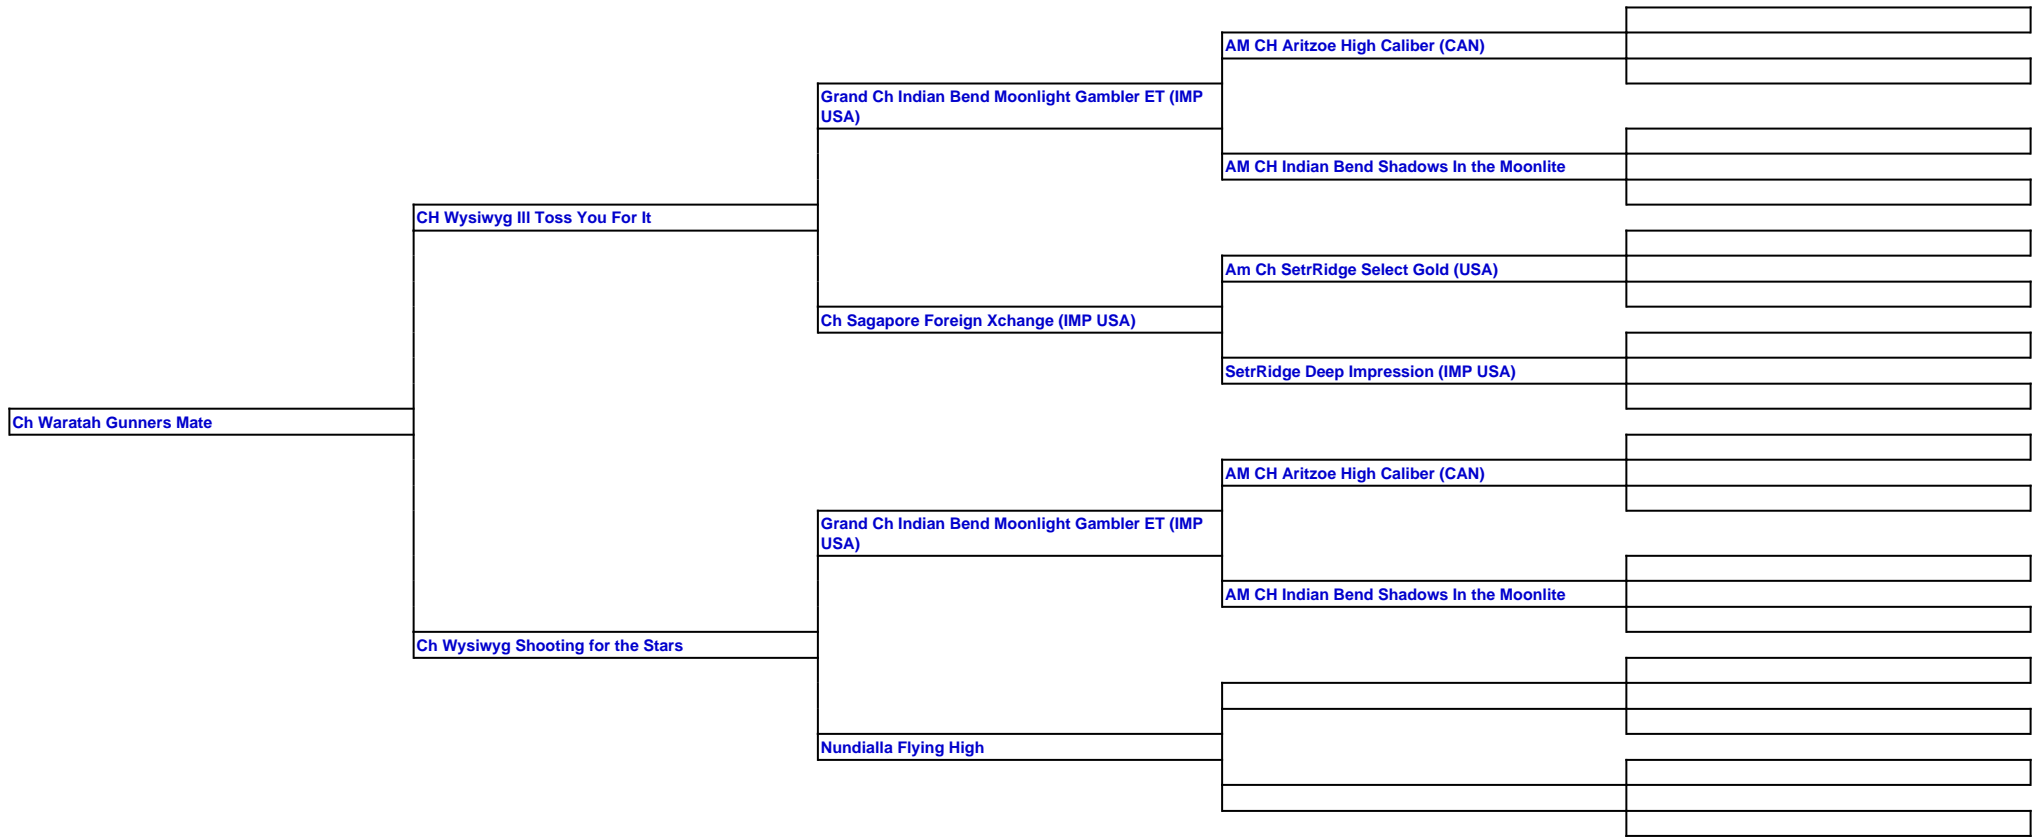 AM CH Aritzoe High Caliber (CAN)
Grand Ch Indian Bend Moonlight Gambler ET (IMP
USA)
AM CH Indian Bend Shadows In the Moonlite
CH Wysiwyg Ill Toss You For It
Am Ch SetrRidge Select Gold (USA)
Ch Sagapore Foreign Xchange (IMP USA)
SetrRidge Deep Impression (IMP USA)
Ch Waratah Gunners Mate
AM CH Aritzoe High Caliber (CAN)
Grand Ch Indian Bend Moonlight Gambler ET (IMP
USA)
AM CH Indian Bend Shadows In the Moonlite
Ch Wysiwyg Shooting for the Stars
Nundialla Flying High